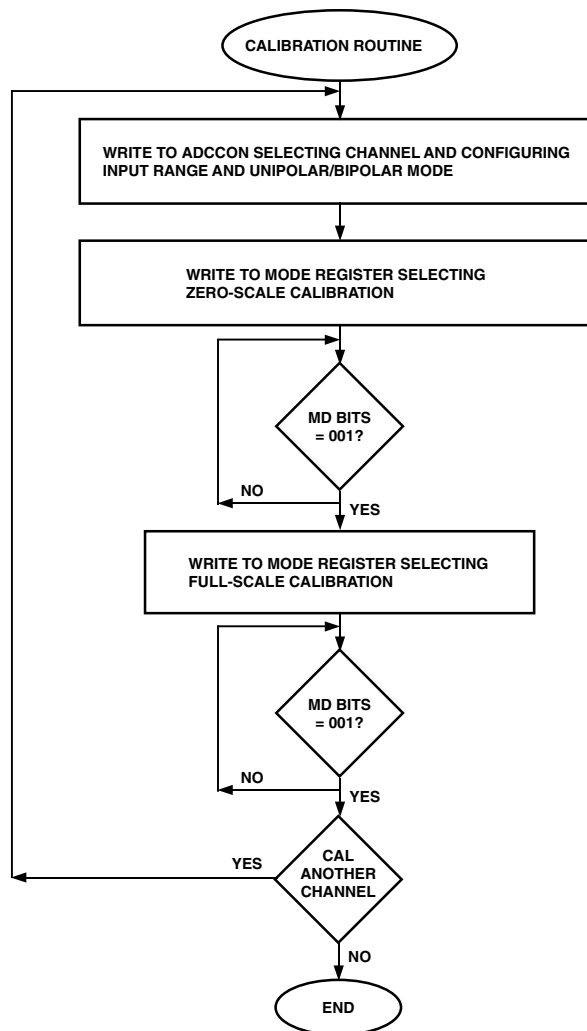 CALIBRATION ROUTINE
WRITE TO ADCCON SELECTING CHANNEL AND CONFIGURING
INPUT RANGE AND UNIPOLAR/BIPOLAR MODE
WRITE TO MODE REGISTER SELECTING
ZERO-SCALE CALIBRATION
MD BITS
= 001?
NO
YES
WRITE TO MODE REGISTER SELECTING
FULL-SCALE CALIBRATION
MD BITS
= 001?
NO
YES
YES
CAL
ANOTHER
CHANNEL
NO
END